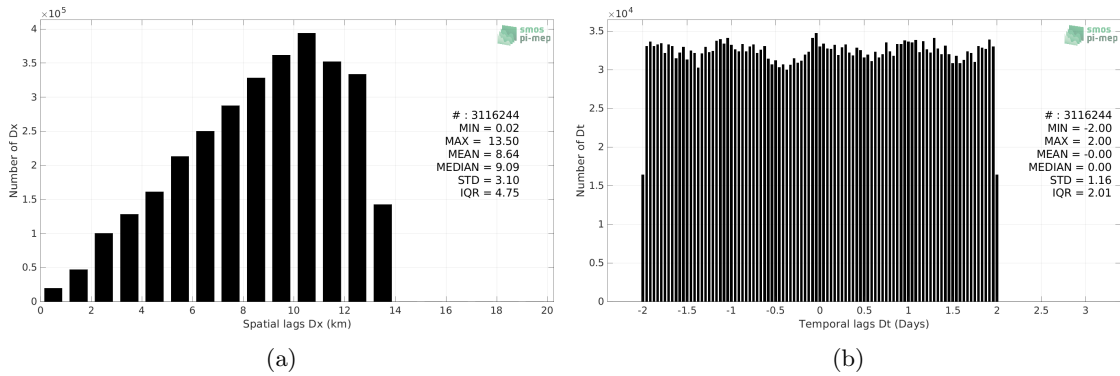 ×10⁵
4
3.5
3
2.5
2
1.5
1
0.5
0
0 2 4 6 8 10 12 14 16 18 20
Number of Dx
Spatial lags Dx (km)
smos
pi-mep
# : 3116244
MIN = 0.02
MAX = 13.50
MEAN = 8.64
MEDIAN = 9.09
STD = 3.10
IQR = 4.75
(a)
×10⁴
3.5
3
2.5
2
1.5
1
0.5
0
-2 -1.5 -1 -0.5 0 0.5 1 1.5 2 2.5 3
Number of Dt
Temporal lags Dt (Days)
smos
pi-mep
# : 3116244
MIN = -2.00
MAX = 2.00
MEAN = -0.00
MEDIAN = 0.00
STD = 1.16
IQR = 2.01
(b)